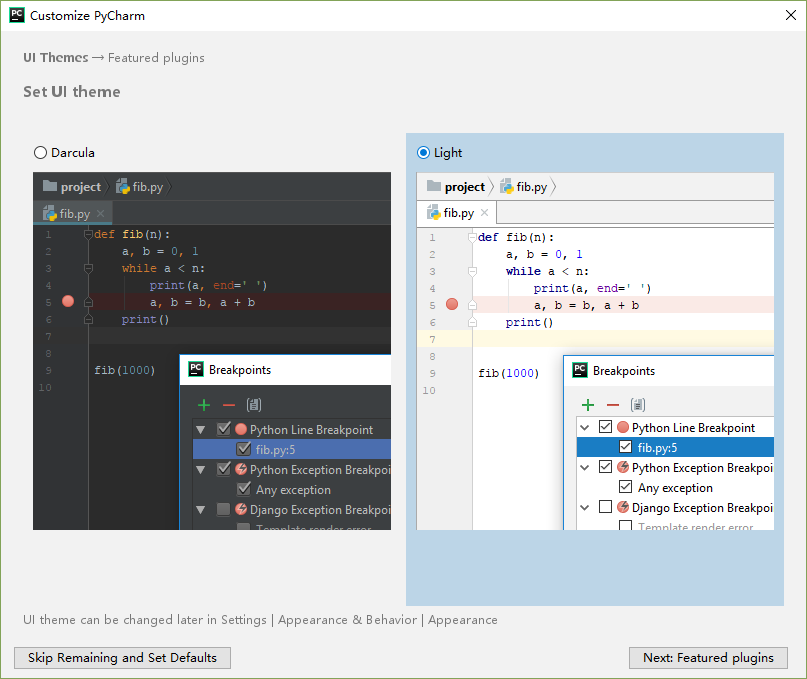 PC Customize PyCharm
UI Themes → Featured plugins
Set UI theme
Darcula
project fib.py
fib.py
1 def fib(n):
2 a, b = 0, 1
3 while a < n:
4 print(a, end=' ')
5 a, b = b, a + b
6 print()
7
8
9 fib(1000)
10
PC Breakpoints
Python Line Breakpoint
fib.py:5
Python Exception Breakpoi
Any exception
Django Exception Breakpoi
Template render error
Light
project fib.py
fib.py
1 def fib(n):
2 a, b = 0, 1
3 while a < n:
4 print(a, end=' ')
5 a, b = b, a + b
6 print()
7
8
9 fib(1000)
10
PC Breakpoints
Python Line Breakpoint
fib.py:5
Python Exception Breakpoi
Any exception
Django Exception Breakpoi
Template render error
UI theme can be changed later in Settings | Appearance & Behavior | Appearance
Skip Remaining and Set Defaults
Next: Featured plugins